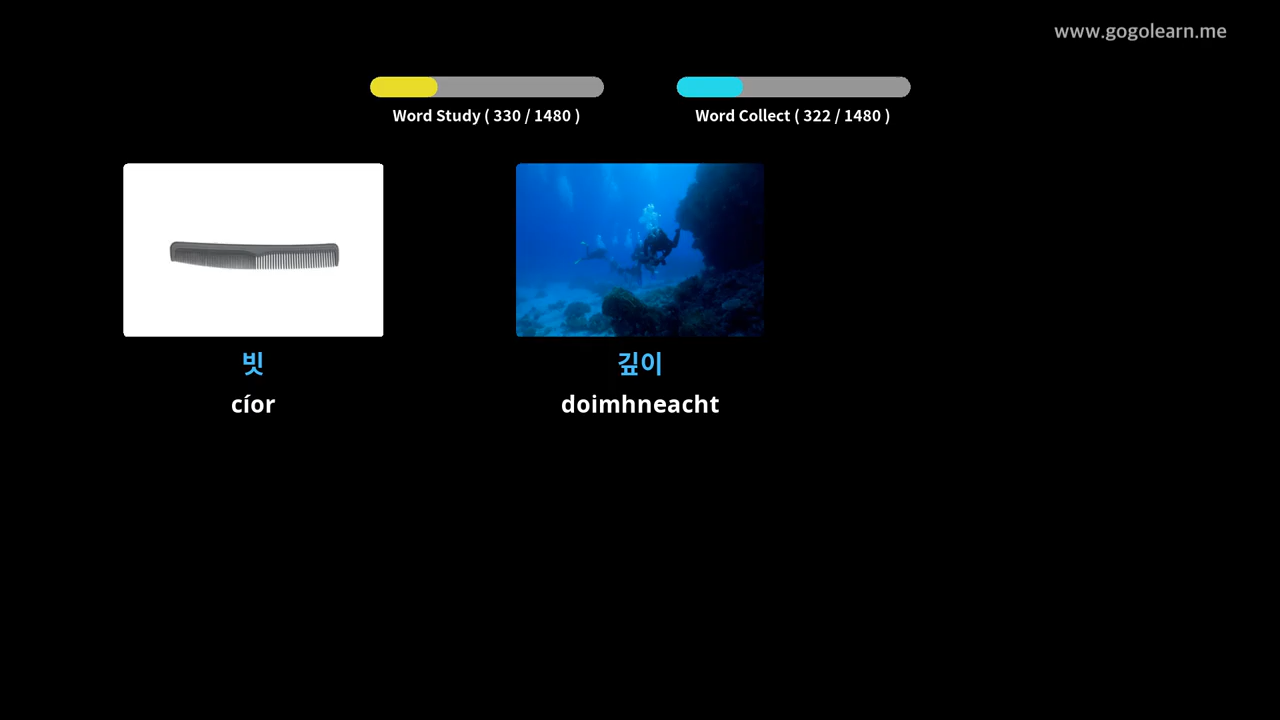 www.gogolearn.me
Word Study ( 330 / 1480 )
Word Collect ( 322 / 1480 )
빗
cíor
깊이
doimhneacht